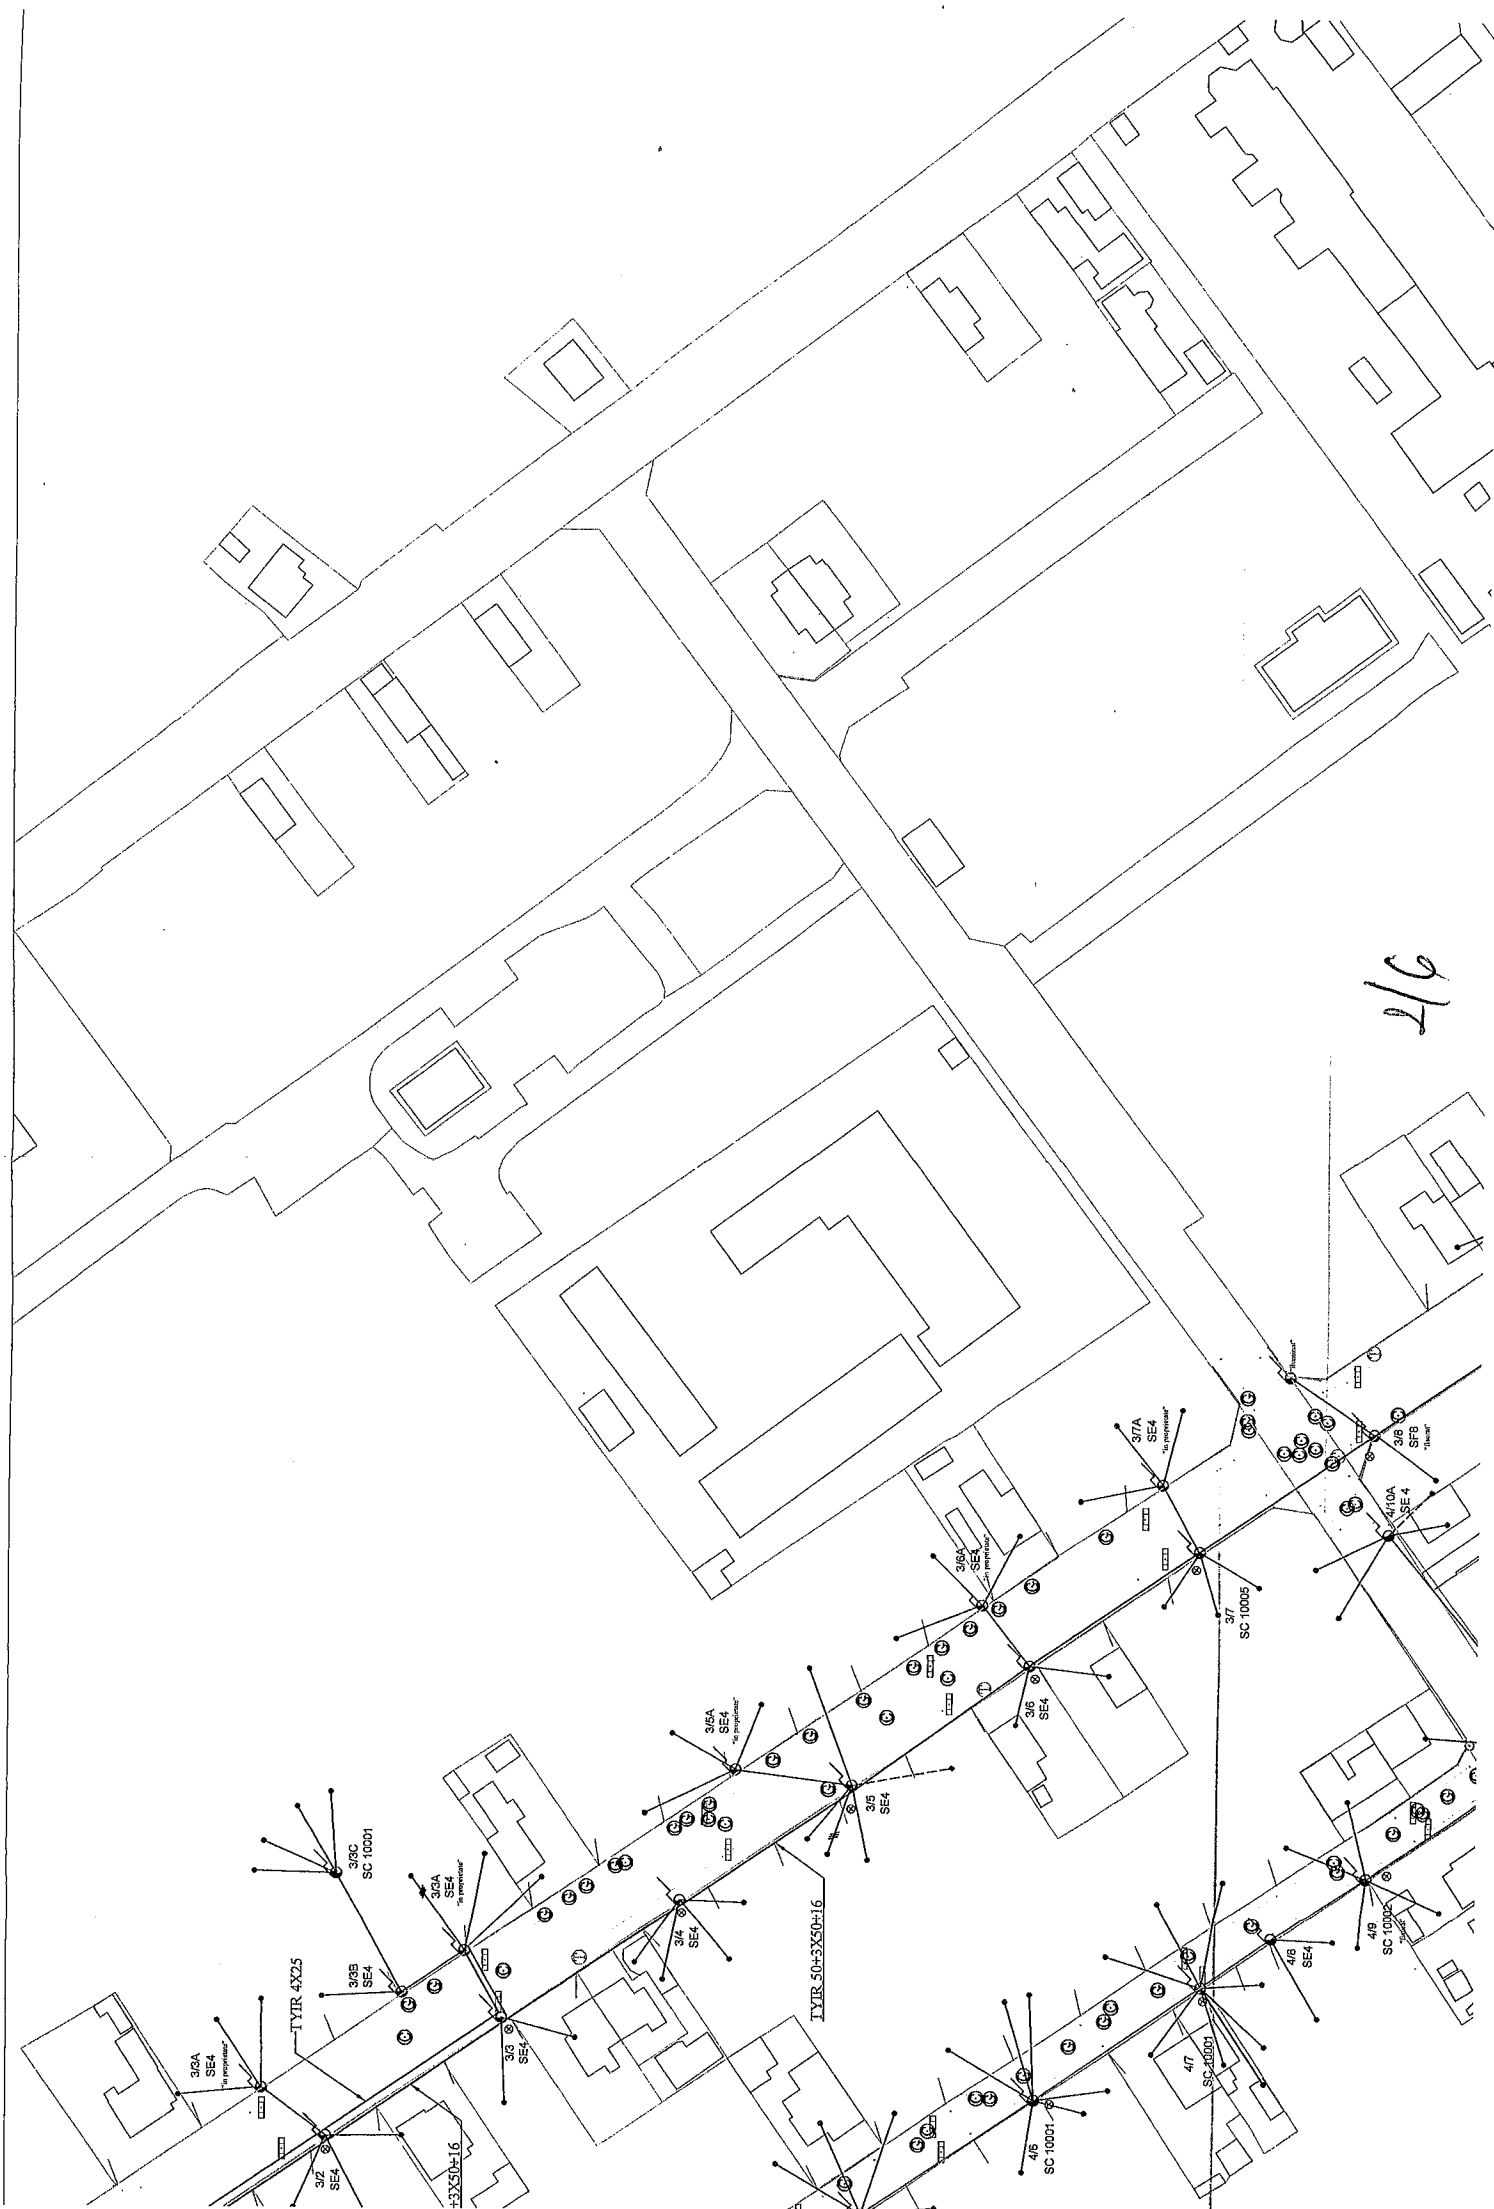 3/3C
SC 10001
3/3A
SE4
"in proprietate"
3/3B
SE4
TYIR 4X25
3/3A
SE4
"in proprietate"
3/2
SE4
3/3
SE4
+3X50+16
3/4
SE4
3/5A
SE4
"in proprietate"
3/5
SE4
TYIR 50+3X50+16
3/6A
SE4
"in proprietate"
3/6
SE4
3/7A
SE4
"in proprietate"
3/7
SC 10005
3/8
SF8
4/10A
SE 4
4/6
SC 10001
4/7
SC 10001
4/8
SE4
4/9
SC 10002